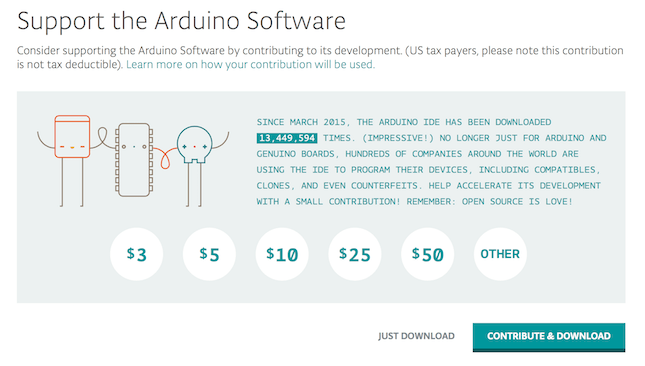 Support the Arduino Software
Consider supporting the Arduino Software by contributing to its development. (US tax payers, please note this contribution
is not tax deductible). Learn more on how your contribution will be used.
SINCE MARCH 2015, THE ARDUINO IDE HAS BEEN DOWNLOADED
13,449,594 TIMES. (IMPRESSIVE!) NO LONGER JUST FOR ARDUINO AND
GENUINO BOARDS, HUNDREDS OF COMPANIES AROUND THE WORLD ARE
USING THE IDE TO PROGRAM THEIR DEVICES, INCLUDING COMPATIBLES,
CLONES, AND EVEN COUNTERFEITS. HELP ACCELERATE ITS DEVELOPMENT
WITH A SMALL CONTRIBUTION! REMEMBER: OPEN SOURCE IS LOVE!
$3 $5 $10 $25 $50 OTHER
JUST DOWNLOAD CONTRIBUTE & DOWNLOAD